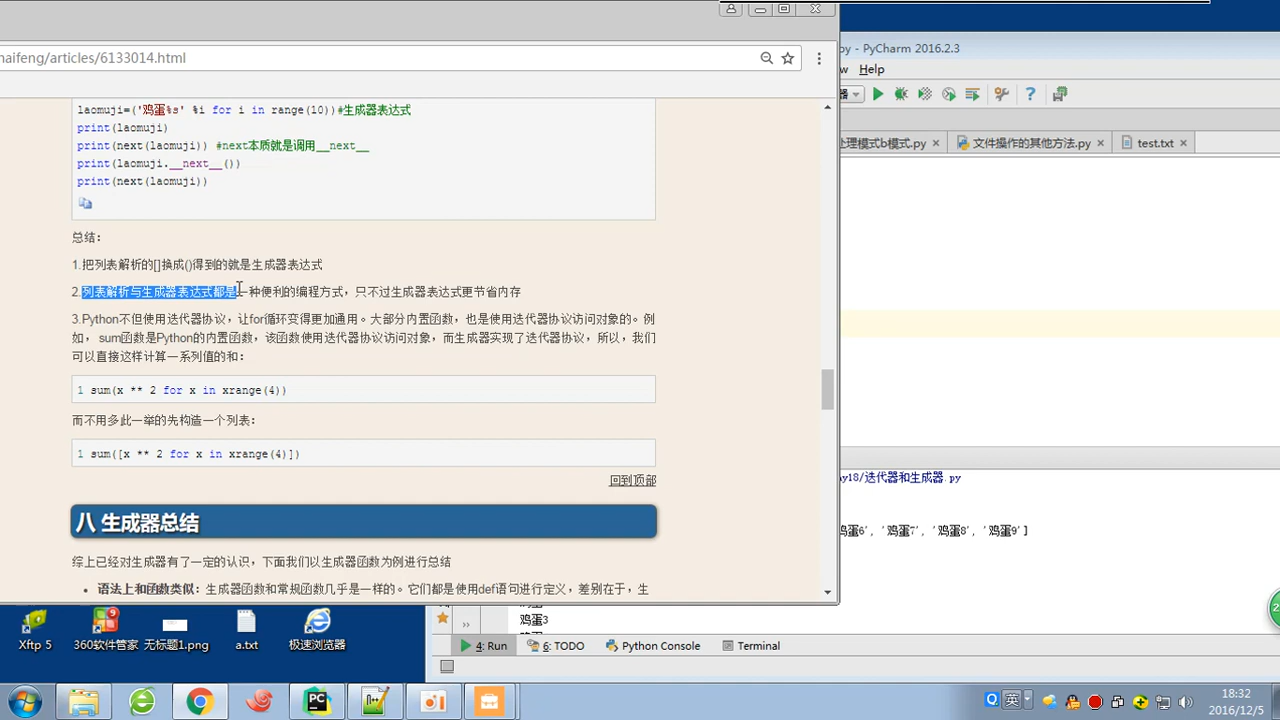 naifeng/articles/6133014.html
laomuji=('鸡蛋%s' %i for i in range(10))#生成器表达式
print(laomuji)
print(next(laomuji)) #next本质就是调用__next__
print(laomuji.__next__())
print(next(laomuji))
总结：
1.把列表解析的[]换成()得到的就是生成器表达式
2.列表解析与生成器表达式都是一种便利的编程方式，只不过生成器表达式更节省内存
3.Python不但使用迭代器协议，让for循环变得更加通用。大部分内置函数，也是使用迭代器协议访问对象的。例
如， sum函数是Python的内置函数，该函数使用迭代器协议访问对象，而生成器实现了迭代器协议，所以，我们
可以直接这样计算一系列值的和：
1 sum(x ** 2 for x in xrange(4))
而不用多此一举的先构造一个列表：
1 sum([x ** 2 for x in xrange(4)])
回到顶部
八 生成器总结
综上已经对生成器有了一定的认识，下面我们以生成器函数为例进行总结
• 语法上和函数类似：生成器函数和常规函数几乎是一样的。它们都是使用def语句进行定义，差别在于，生
py - PyCharm 2016.2.3
w Help
器
处理模式b模式.py
文件操作的其他方法.py
test.txt
ay18/迭代器和生成器.py
鸡蛋6', '鸡蛋7', '鸡蛋8', '鸡蛋9']
鸡蛋3
4: Run
6: TODO
Python Console
Terminal
Xftp 5
360软件管家
无标题1.png
a.txt
极速浏览器
英
18:32
2016/12/5